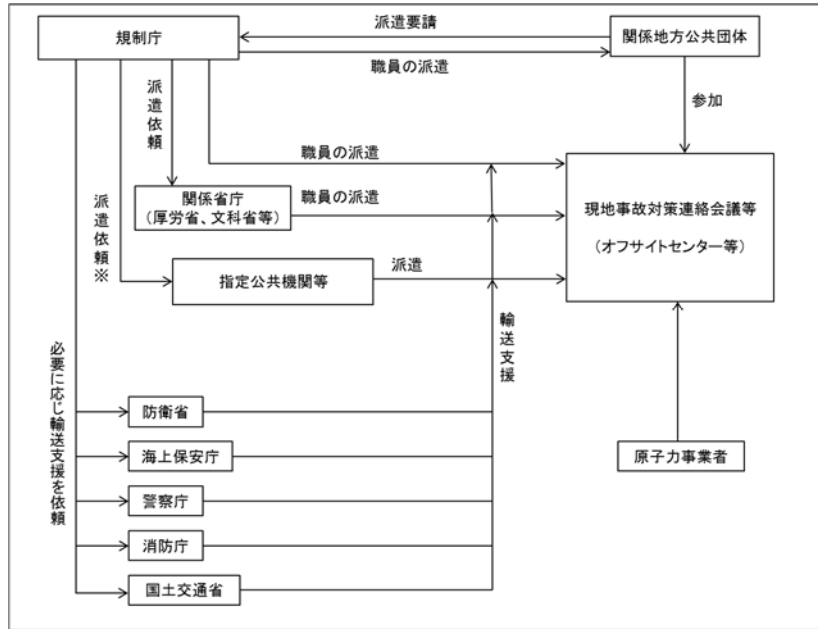 規制庁
派遣要請
関係地方公共団体
職員の派遣
派遣依頼
参加
職員の派遣
派遣依頼※
関係省庁
(厚労省、文科省等)
職員の派遣
現地事故対策連絡会議等
(オフサイトセンター等)
指定公共機関等
派遣
輸送支援
必要に応じ輸送支援を依頼
防衛省
海上保安庁
原子力事業者
警察庁
消防庁
国土交通省